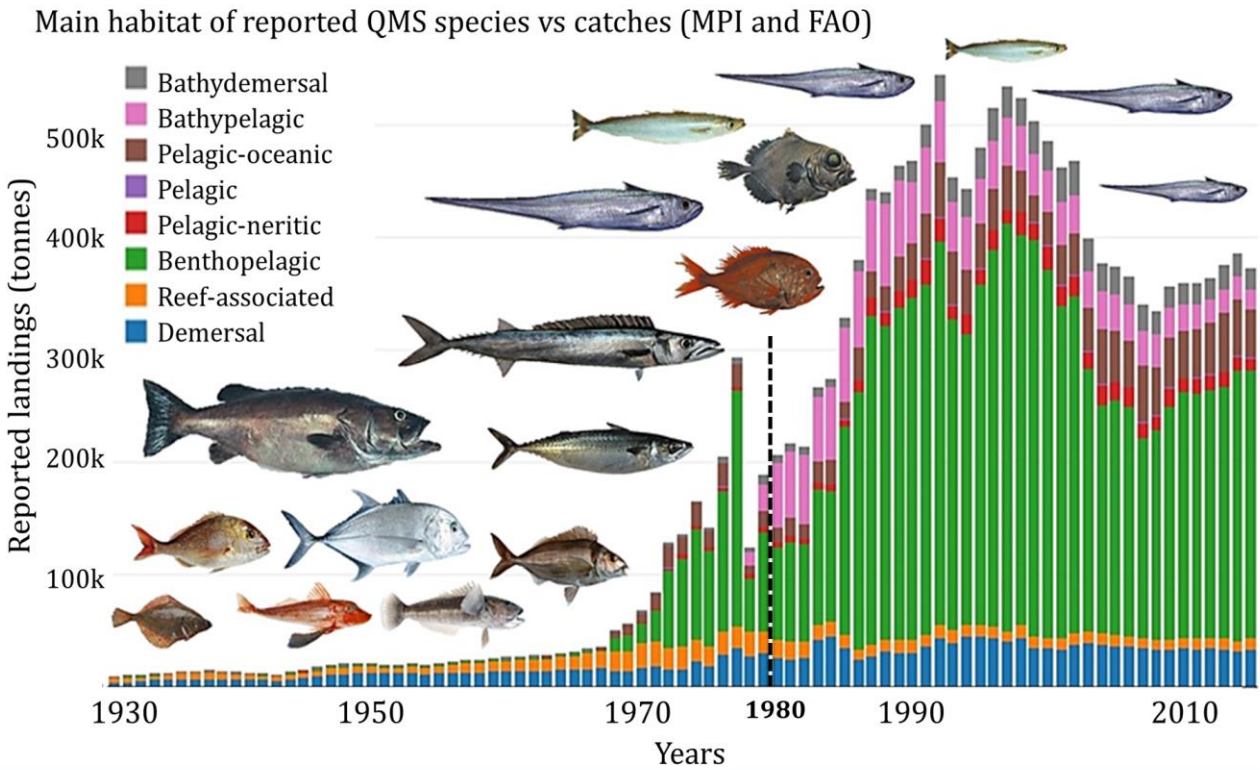 Main habitat of reported QMS species vs catches (MPI and FAO)
Bathydemersal
Bathypelagic
Pelagic-oceanic
Pelagic
Pelagic-neritic
Benthopelagic
Reef-associated
Demersal
500k
400k
300k
200k
100k
Reported landings (tonnes)
1930 1950 1970 1980 1990 2010
Years